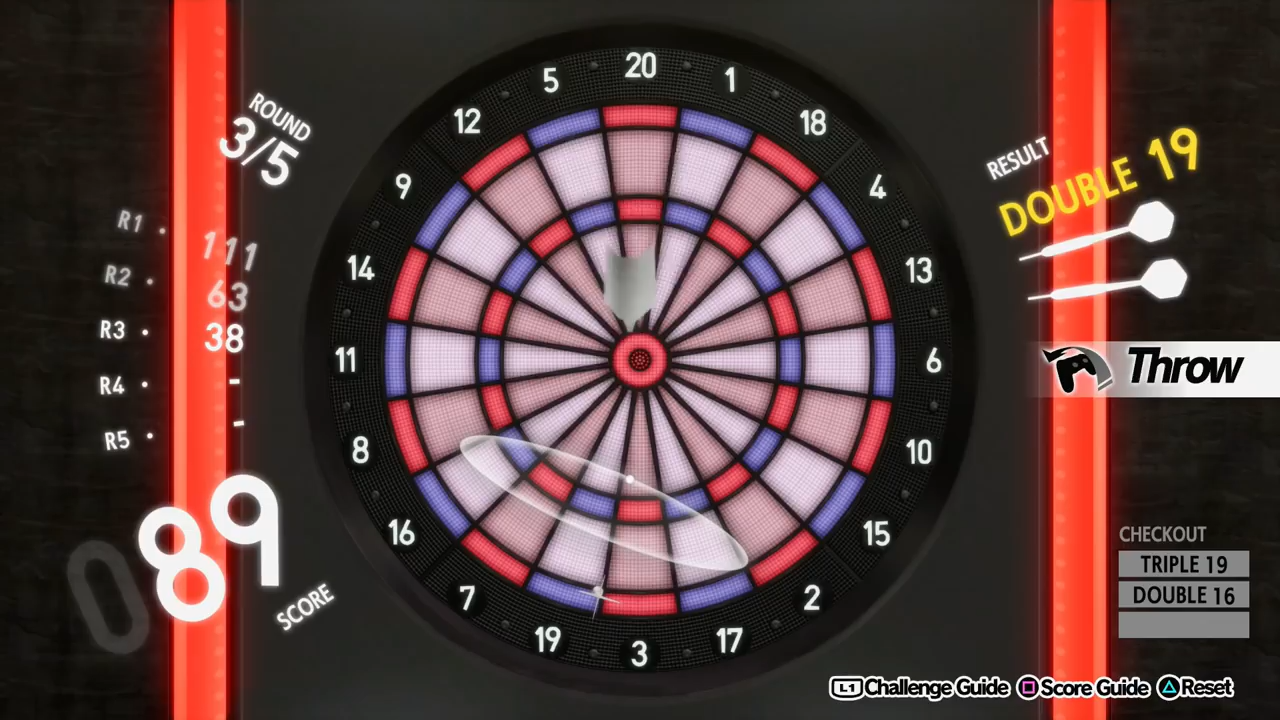 ROUND
3/5
R1 · 111
R2 · 63
R3 · 38
R4 · -
R5 · -
089
SCORE
20
1
18
4
13
6
10
15
2
17
3
19
7
16
8
11
14
9
12
5
RESULT
DOUBLE 19
Throw
CHECKOUT
TRIPLE 19
DOUBLE 16
L1 Challenge Guide Score Guide Reset